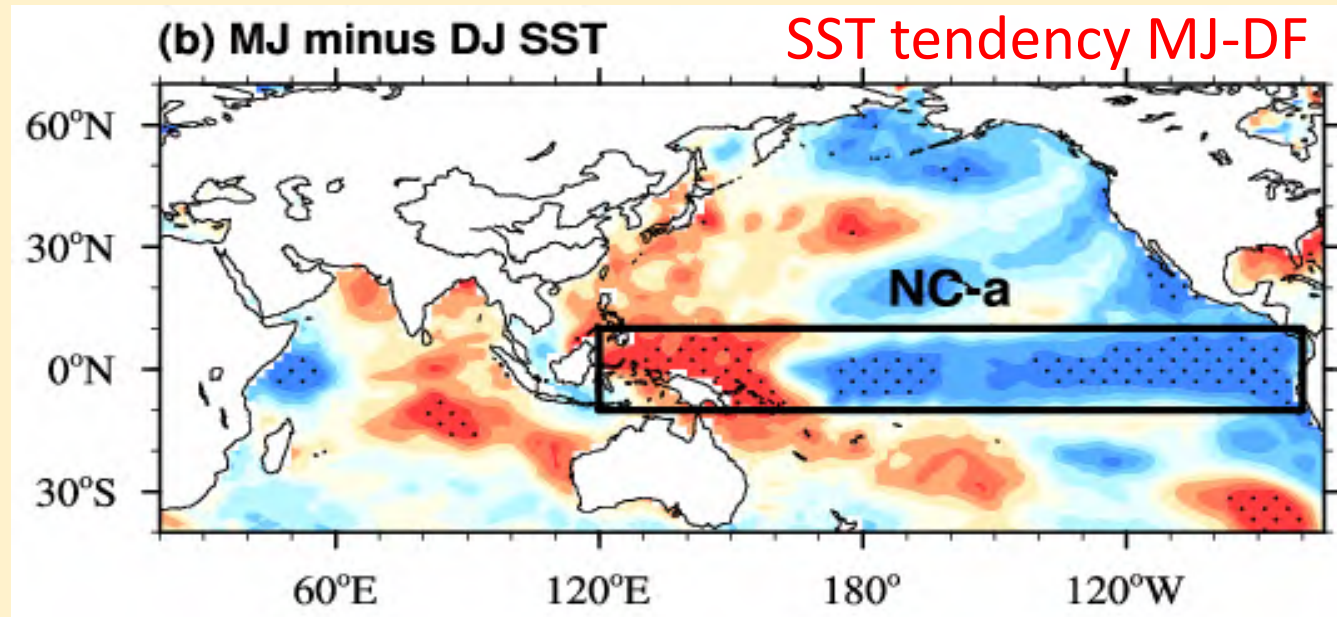 (b) MJ minus DJ SST
SST tendency MJ-DF
60°N
30°N
NC-a
0°N
30°S
60°E 120°E 180° 120°W